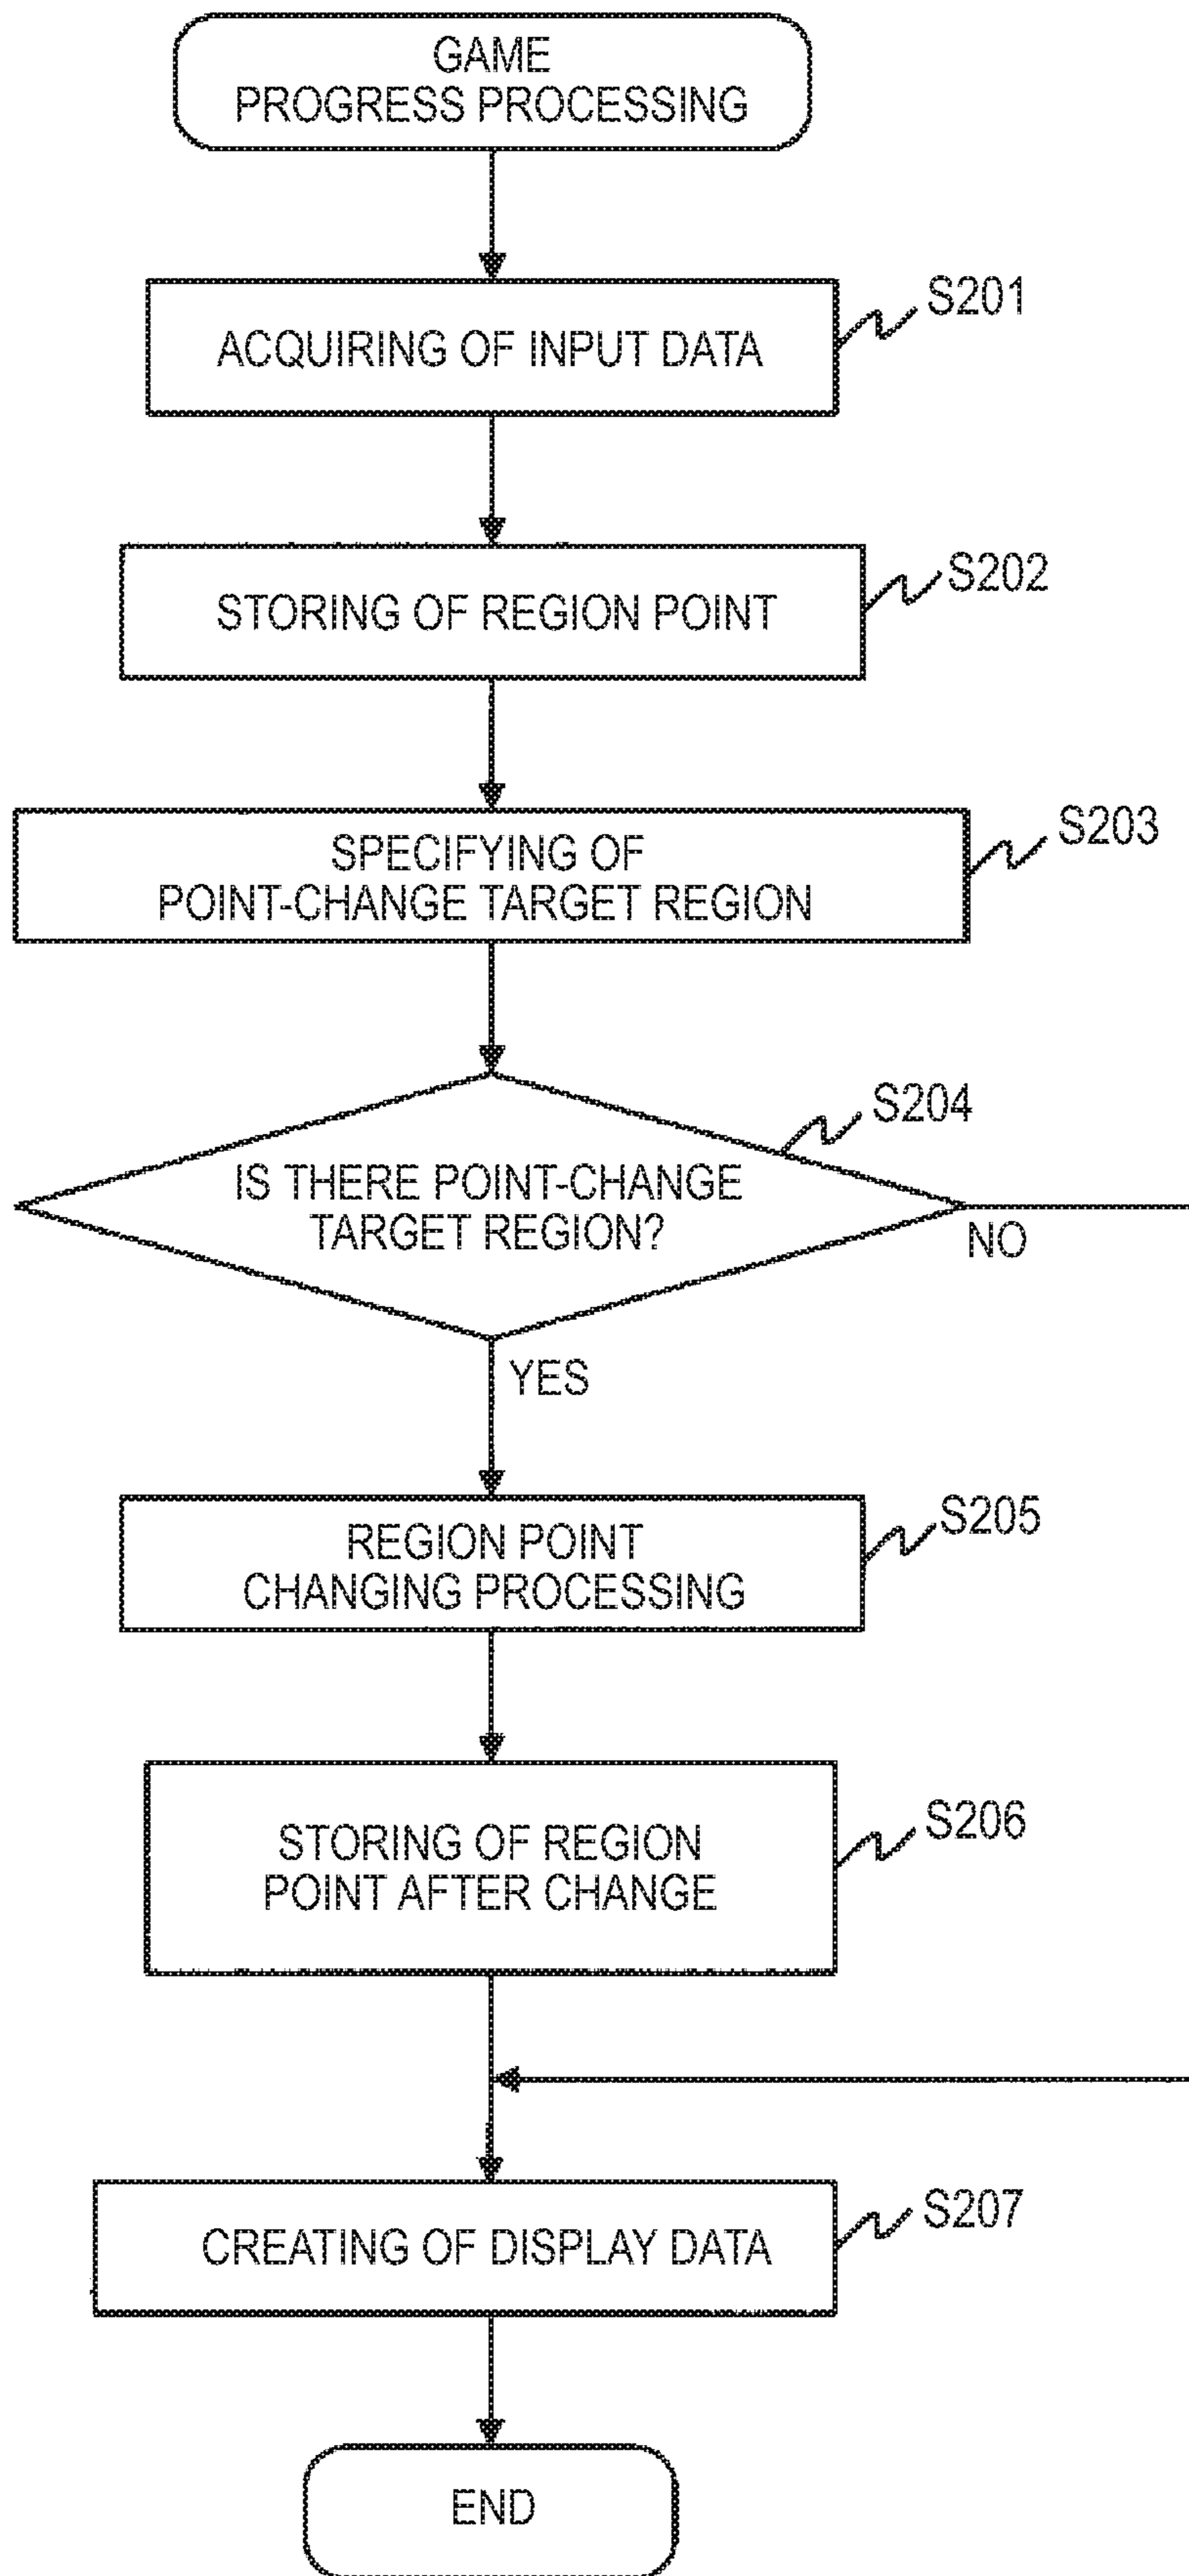 GAME
PROGRESS PROCESSING
S201
ACQUIRING OF INPUT DATA
S202
STORING OF REGION POINT
S203
SPECIFYING OF
POINT-CHANGE TARGET REGION
S204
IS THERE POINT-CHANGE
TARGET REGION?
NO
YES
S205
REGION POINT
CHANGING PROCESSING
S206
STORING OF REGION
POINT AFTER CHANGE
S207
CREATING OF DISPLAY DATA
END